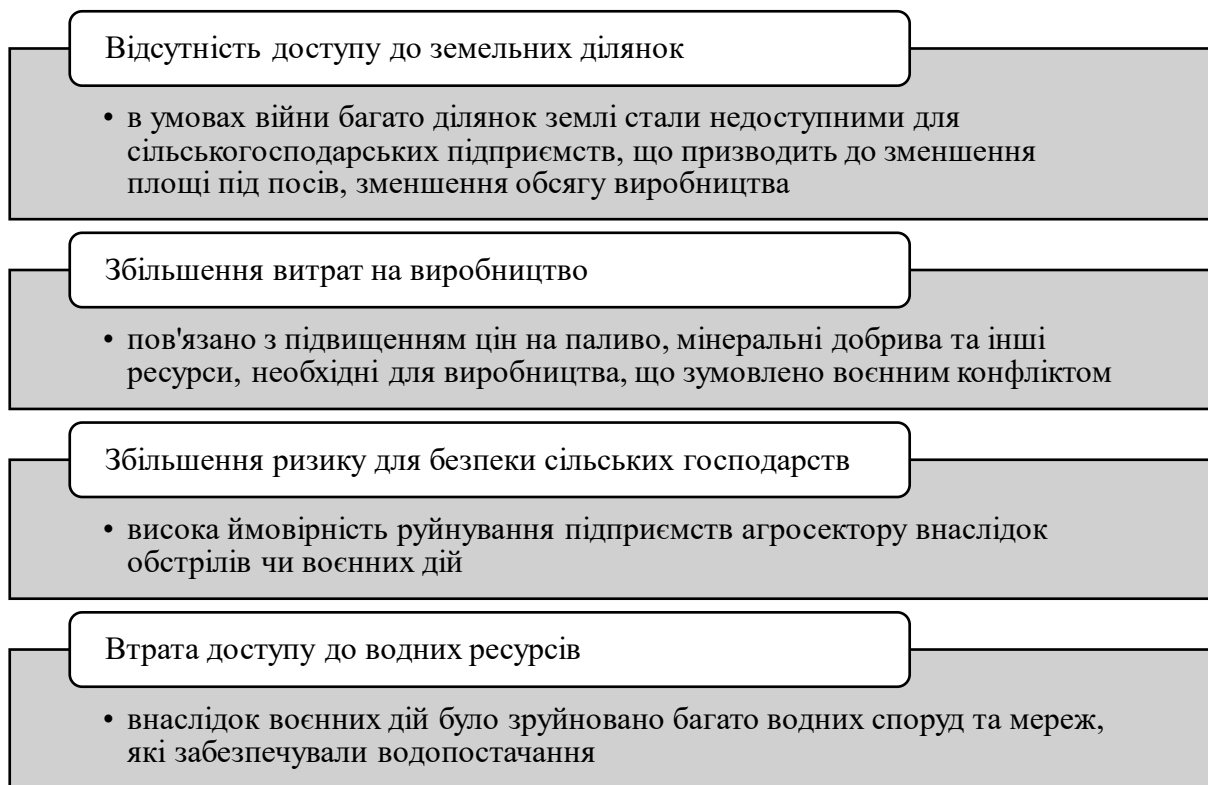 Відсутність доступу до земельних ділянок
• в умовах війни багато ділянок землі стали недоступними для
сільськогосподарських підприємств, що призводить до зменшення
площі під посів, зменшення обсягу виробництва
Збільшення витрат на виробництво
• пов'язано з підвищенням цін на паливо, мінеральні добрива та інші
ресурси, необхідні для виробництва, що зумовлено воєнним конфліктом
Збільшення ризику для безпеки сільських господарств
• висока ймовірність руйнування підприємств агросектору внаслідок
обстрілів чи воєнних дій
Втрата доступу до водних ресурсів
• внаслідок воєнних дій було зруйновано багато водних споруд та мереж,
які забезпечували водопостачання